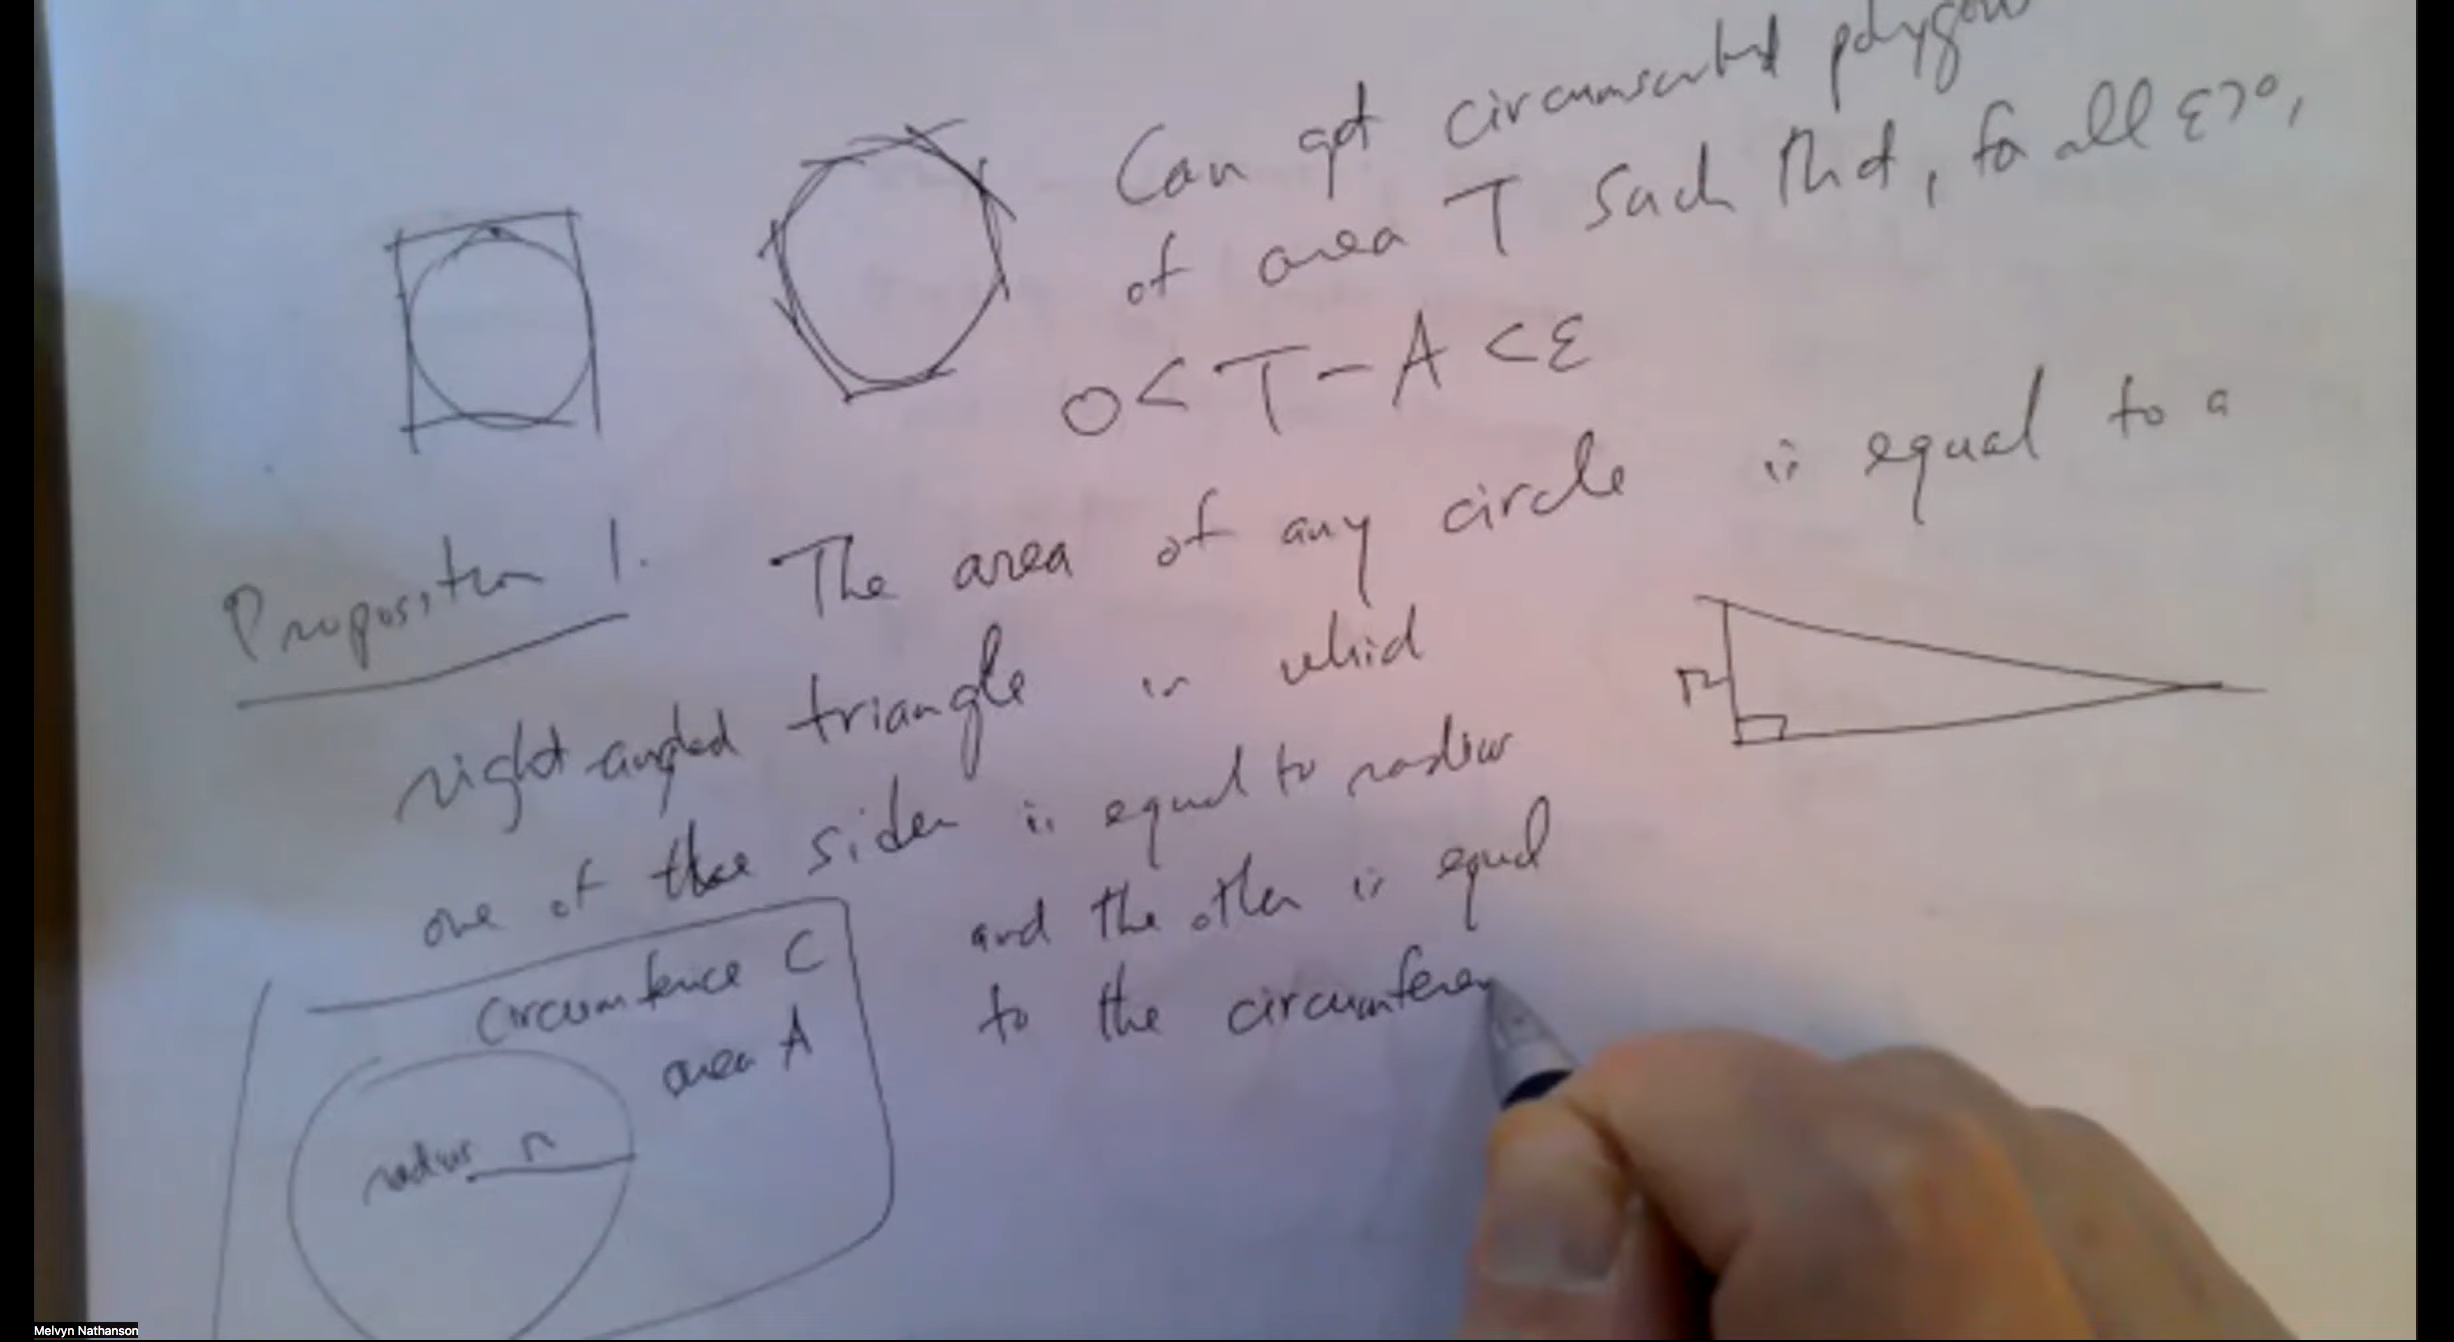 Can get circumscribed polygon
of area T such that, for all ε>0,
0 < T - A < ε
Proposition 1. The area of any circle is equal to a
right-angled triangle in which
r
one of the sides is equal to radius
and the other is equal
to the circumferen
Circumference C
area A
radius r
Melvyn Nathanson